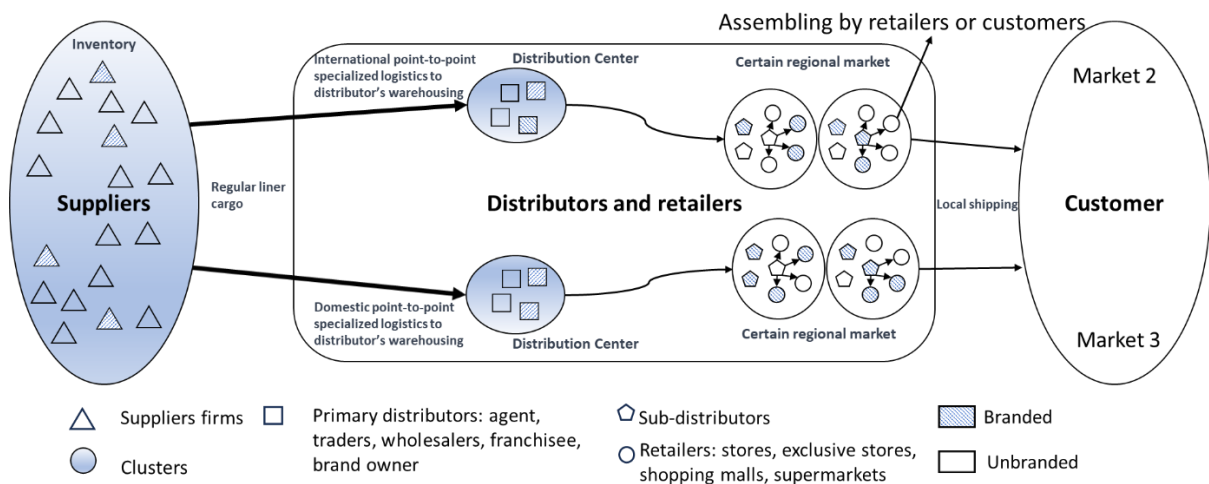 Assembling by retailers or customers
Inventory
International point-to-point
specialized logistics to
distributor's warehousing
Distribution Center
Certain regional market
Market 2
Suppliers
Regular liner
cargo
Distributors and retailers
Local shipping
Customer
Domestic point-to-point
specialized logistics to
distributor's warehousing
Distribution Center
Certain regional market
Market 3
Suppliers firms
Clusters
Primary distributors: agent,
traders, wholesalers, franchisee,
brand owner
Sub-distributors
Retailers: stores, exclusive stores,
shopping malls, supermarkets
Branded
Unbranded